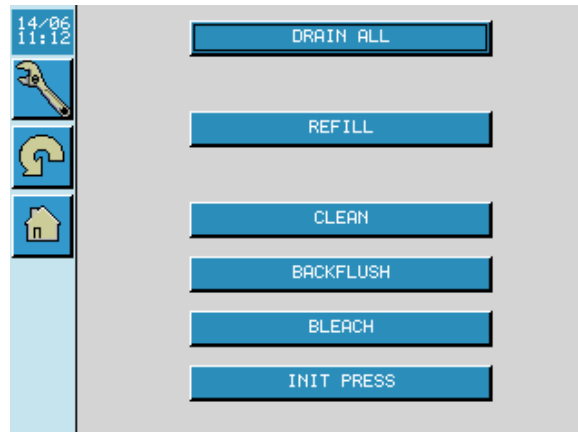 14/06
11:12
DRAIN ALL
REFILL
CLEAN
BACKFLUSH
BLEACH
INIT PRESS